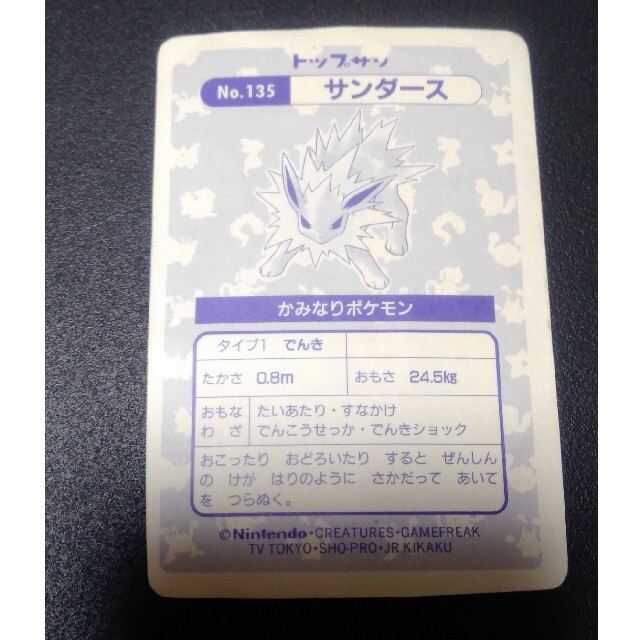 トップサン
No.135 サンダース
かみなりポケモン
タイプ1 でんき
たかさ 0.8m おもさ 24.5kg
おもな たいあたり・すなかけ
わざ でんこうせっか・でんきショック
おこったり おどろいたり すると ぜんしん
の けが はりのように さかだって あいて
を つらぬく。
©Nintendo・CREATURES・GAMEFREAK
TV TOKYO・SHO-PRO・JR KIKAKU